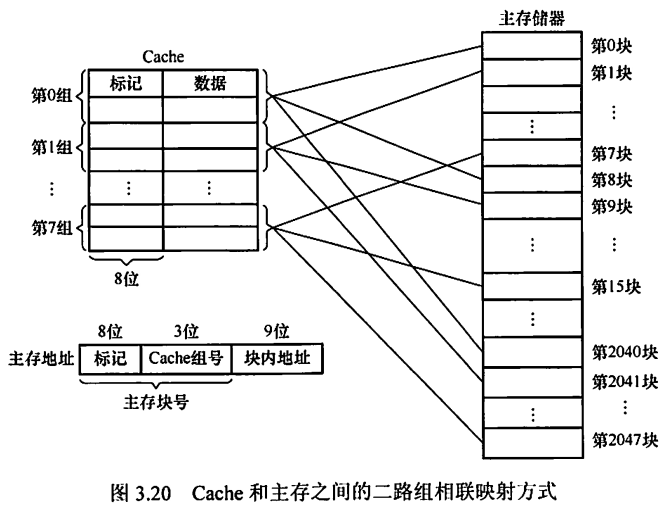 主存储器
Cache
标记 数据
第0组
第1组
⋮ ⋮ ⋮
第7组
8位
第0块
第1块
⋮ ⋮
第7块
第8块
第9块
⋮ ⋮
第15块
⋮
第2040块
第2041块
⋮ ⋮
第2047块
8位 3位 9位
主存地址 标记 Cache组号 块内地址
主存块号
图 3.20 Cache 和主存之间的二路组相联映射方式